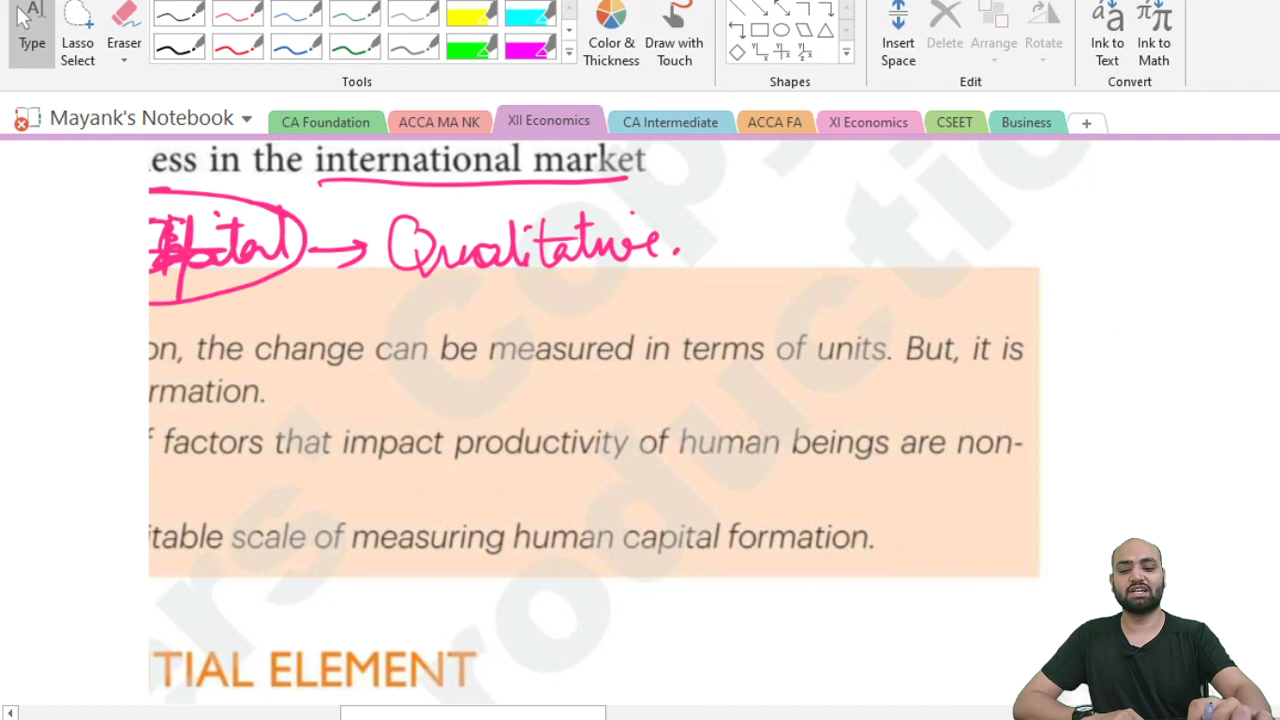 Type
Lasso Select
Eraser
Color & Thickness
Draw with Touch
Insert Space
Delete
Arrange
Rotate
Ink to Text
Ink to Math
Tools
Shapes
Edit
Convert
Mayank's Notebook
CA Foundation
ACCA MA NK
XII Economics
CA Intermediate
ACCA FA
XI Economics
CSEET
Business
ess in the international market
→ Qualitative.
on, the change can be measured in terms of units. But, it is
rmation.
f factors that impact productivity of human beings are non-
itable scale of measuring human capital formation.
TIAL ELEMENT